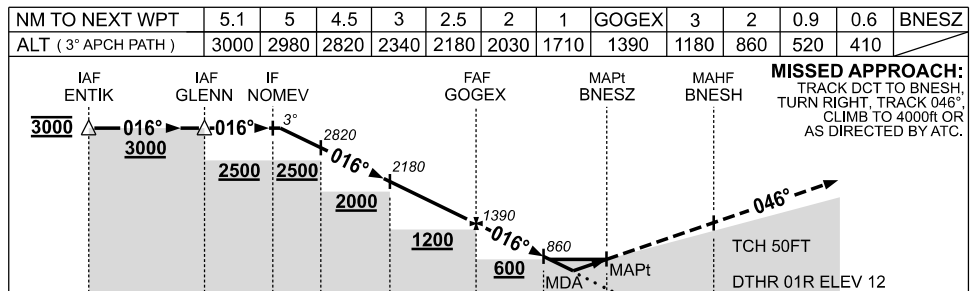 NM TO NEXT WPT 5.1 5 4.5 3 2.5 2 1 GOGEX 3 2 0.9 0.6 BNESZ
ALT ( 3° APCH PATH ) 3000 2980 2820 2340 2180 2030 1710 1390 1180 860 520 410
MISSED APPROACH:
TRACK DCT TO BNESH,
TURN RIGHT, TRACK 046°,
CLIMB TO 4000ft OR
AS DIRECTED BY ATC.
IAF IAF IF FAF MAPt MAHF
ENTIK GLENN NOMEV GOGEX BNESZ BNESH
3000 016° 016° 3°
3000
2820
016°
2180
2500 2500
2000
046°
1390
016°
1200
860
600
MDA MAPt
TCH 50FT
DTHR 01R ELEV 12